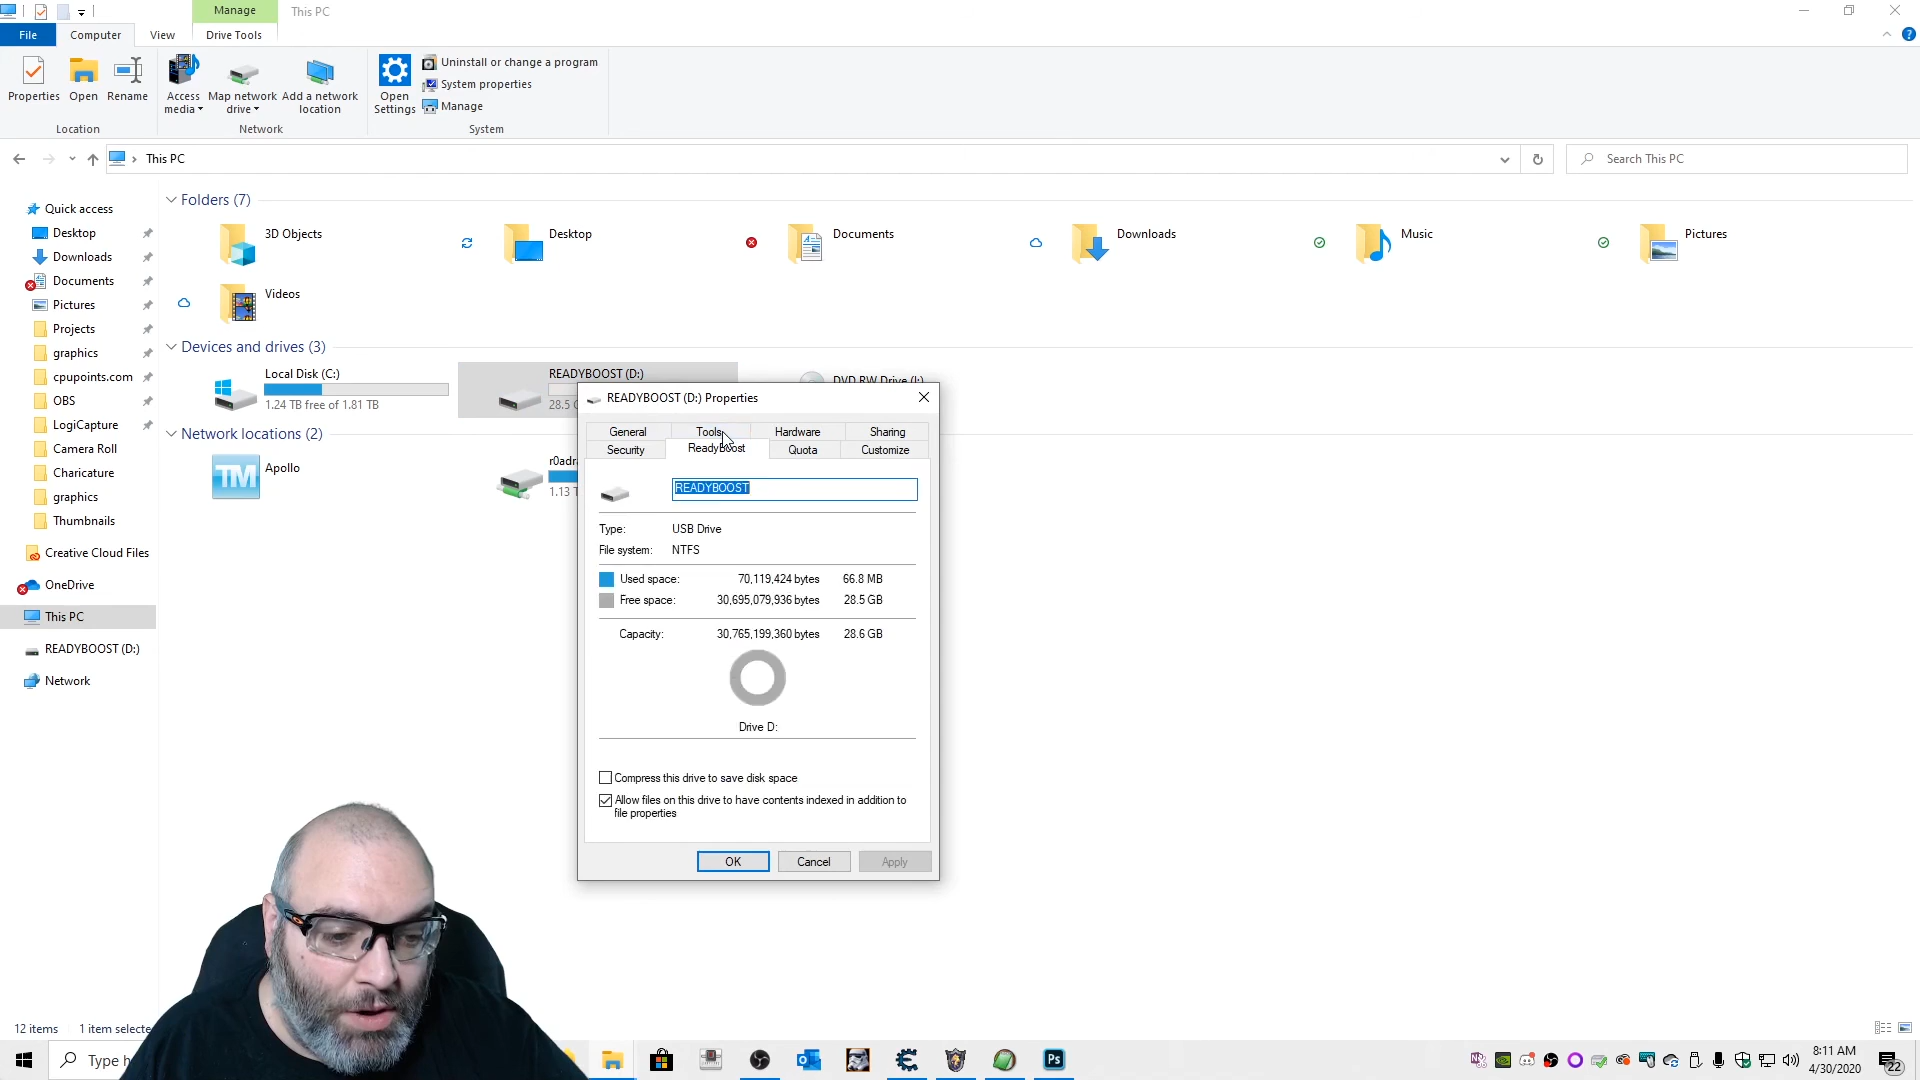 Manage
This PC
File
Computer
View
Drive Tools
Properties
Open
Rename
Access media
Map network drive
Add a network location
Open Settings
Uninstall or change a program
System properties
Manage
Location
Network
System
This PC
Search This PC
Quick access
Desktop
Downloads
Documents
Pictures
Projects
graphics
cpupoints.com
OBS
LogiCapture
Camera Roll
Charicature
graphics
Thumbnails
Creative Cloud Files
OneDrive
This PC
READYBOOST (D:)
Network
Folders (7)
3D Objects
Desktop
Documents
Downloads
Music
Pictures
Videos
Devices and drives (3)
Local Disk (C:)
1.24 TB free of 1.81 TB
READYBOOST (D:)
28.5
DVD RW Drive (I:)
Network locations (2)
TM
Apollo
1.13
READYBOOST (D:) Properties
General
Tools
Hardware
Sharing
Security
ReadyBoost
Quota
Customize
READYBOOST
Type: USB Drive
File system: NTFS
Used space: 70,119,424 bytes 66.8 MB
Free space: 30,695,079,936 bytes 28.5 GB
Capacity: 30,765,199,360 bytes 28.6 GB
Drive D:
Compress this drive to save disk space
Allow files on this drive to have contents indexed in addition to
file properties
OK
Cancel
Apply
12 items
1 item selecte
Type h
Ps
8:11 AM
4/30/2020
22